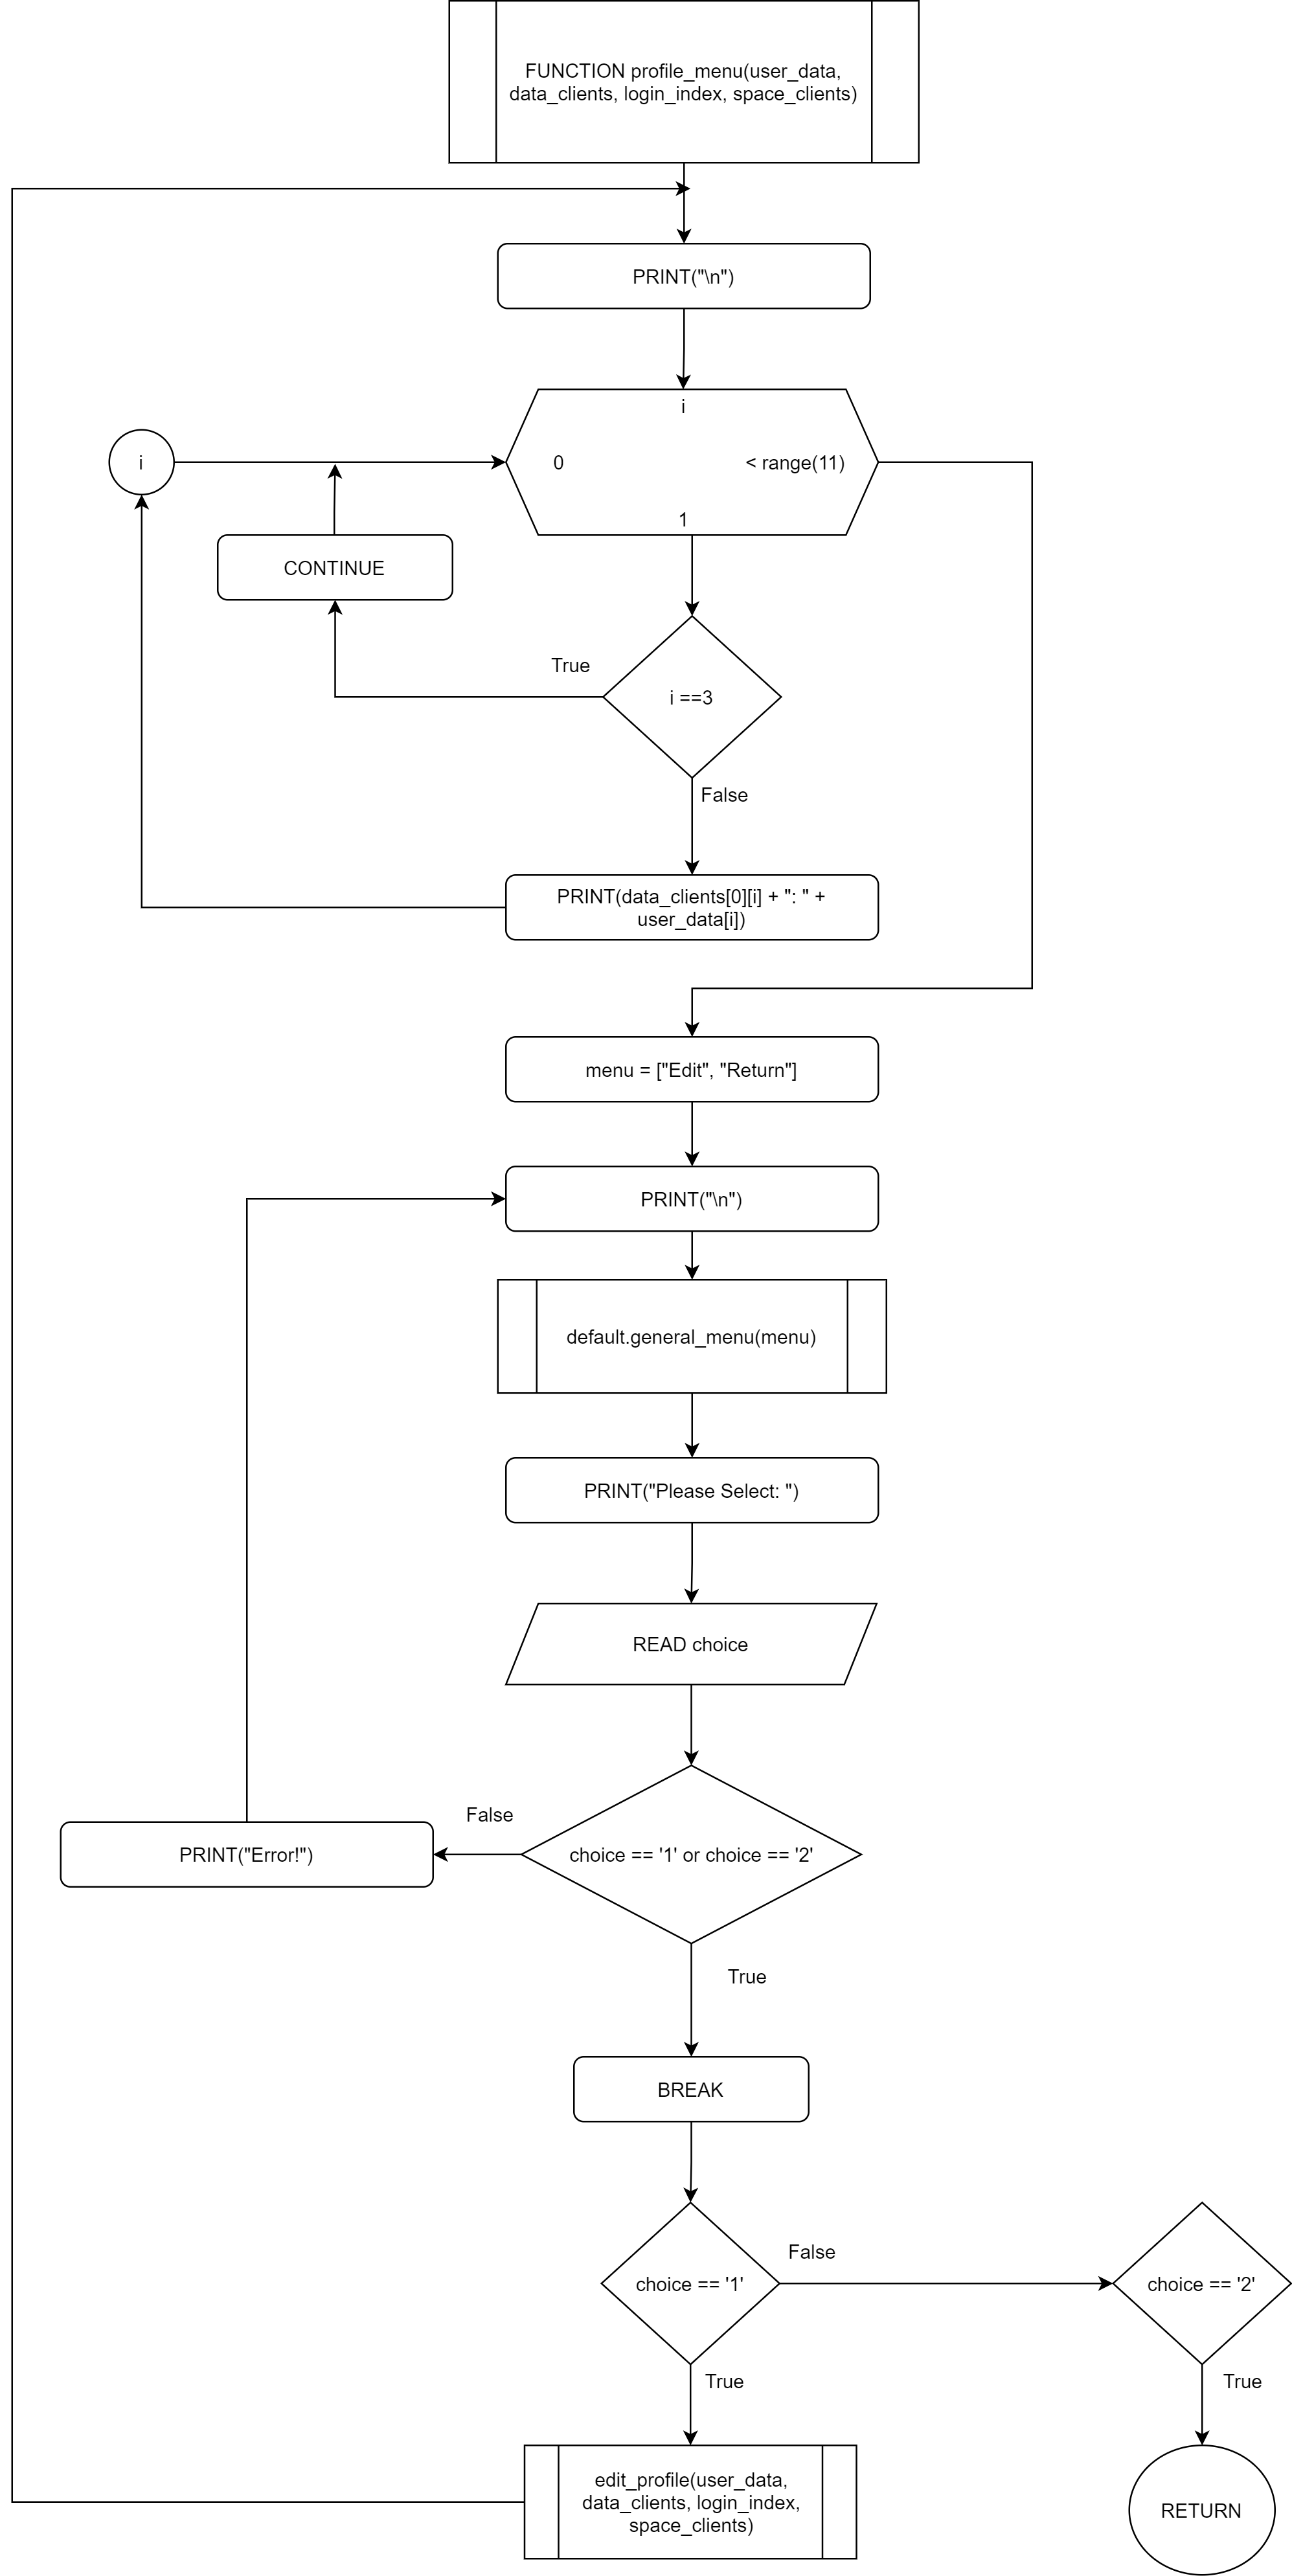 FUNCTION profile_menu(user_data,
data_clients, login_index, space_clients)
PRINT("\n")
i
i
0
< range(11)
1
CONTINUE
True
i ==3
False
PRINT(data_clients[0][i] + ": " +
user_data[i])
menu = ["Edit", "Return"]
PRINT("\n")
default.general_menu(menu)
PRINT("Please Select: ")
READ choice
False
PRINT("Error!")
choice == '1' or choice == '2'
True
BREAK
choice == '1'
False
choice == '2'
True
True
edit_profile(user_data,
data_clients, login_index,
space_clients)
RETURN